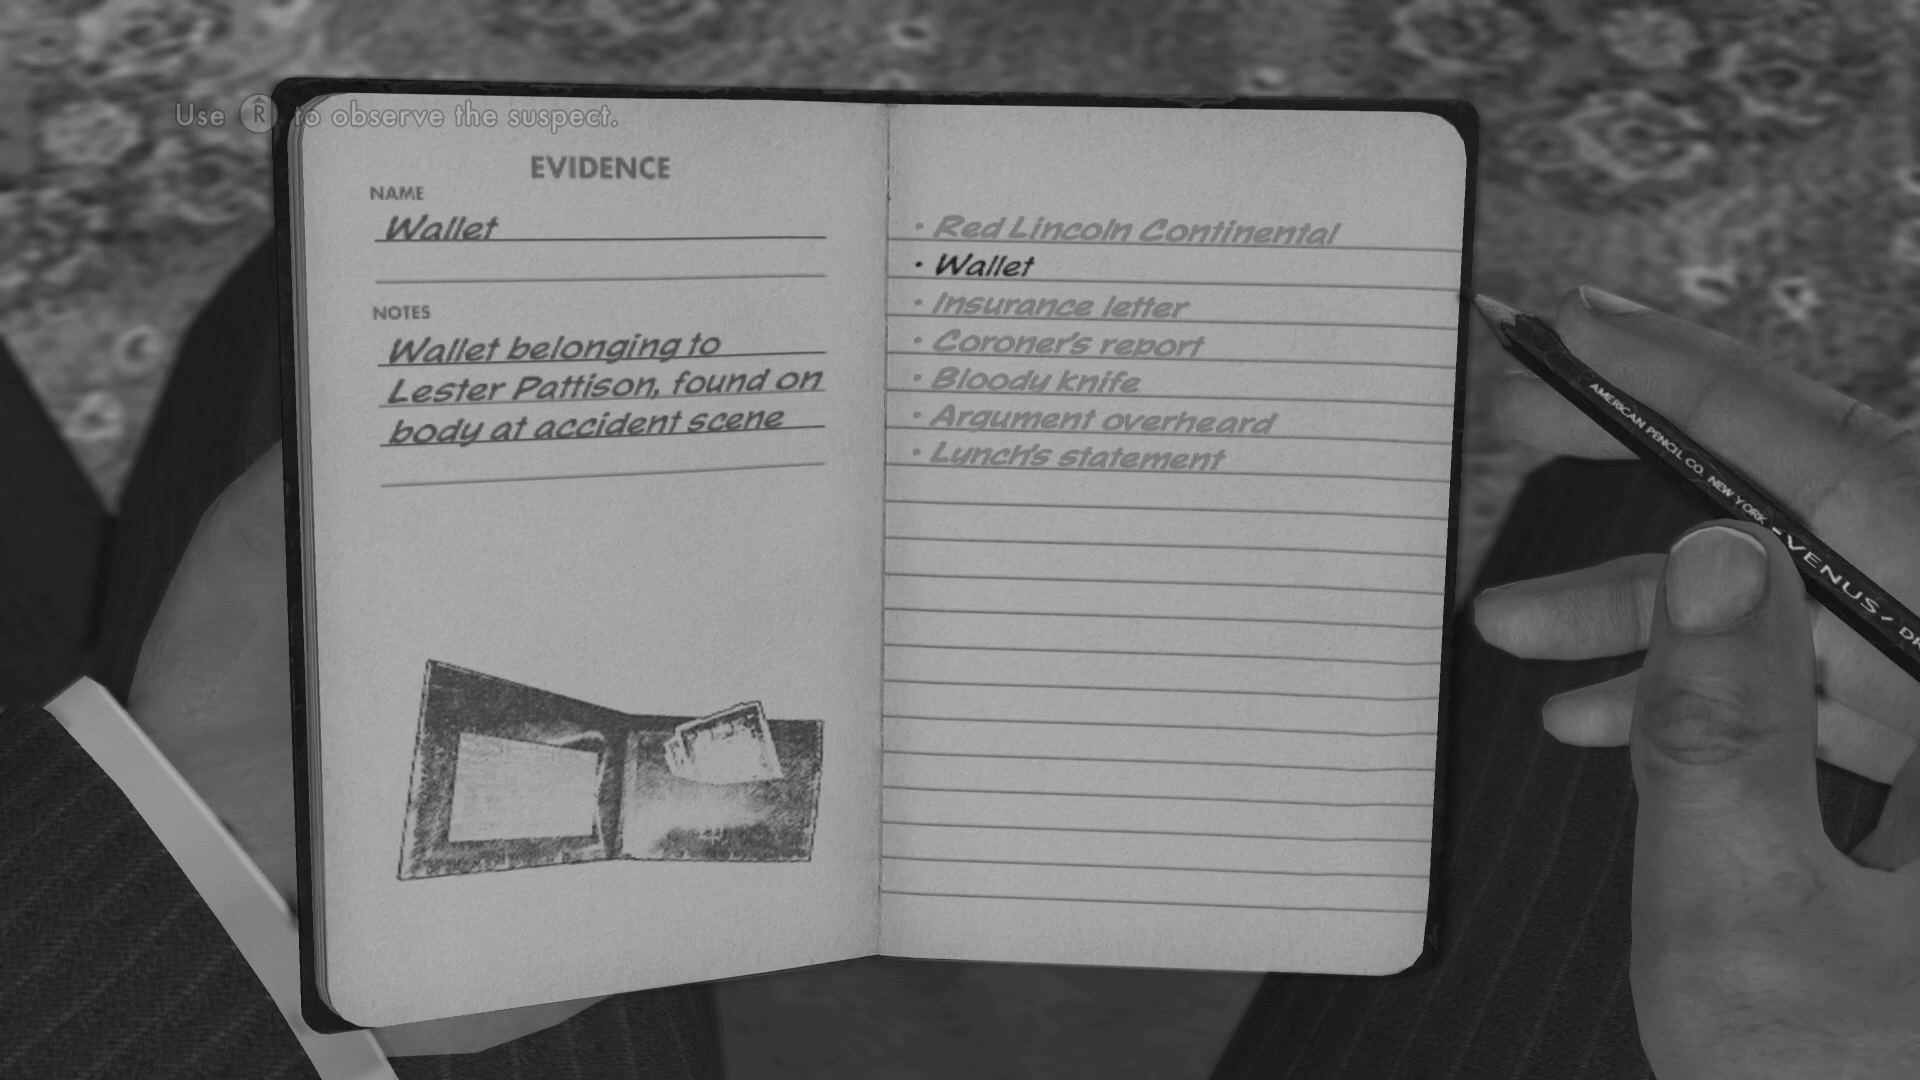 Use R to observe the suspect.
EVIDENCE
NAME
Wallet
NOTES
Wallet belonging to
Lester Pattison, found on
body at accident scene
• Red Lincoln Continental
• Wallet
• Insurance letter
• Coroner's report
• Bloody knife
• Argument overheard
• Lynch's statement
AMERICAN PENCIL CO. NEW YORK VENUS DR